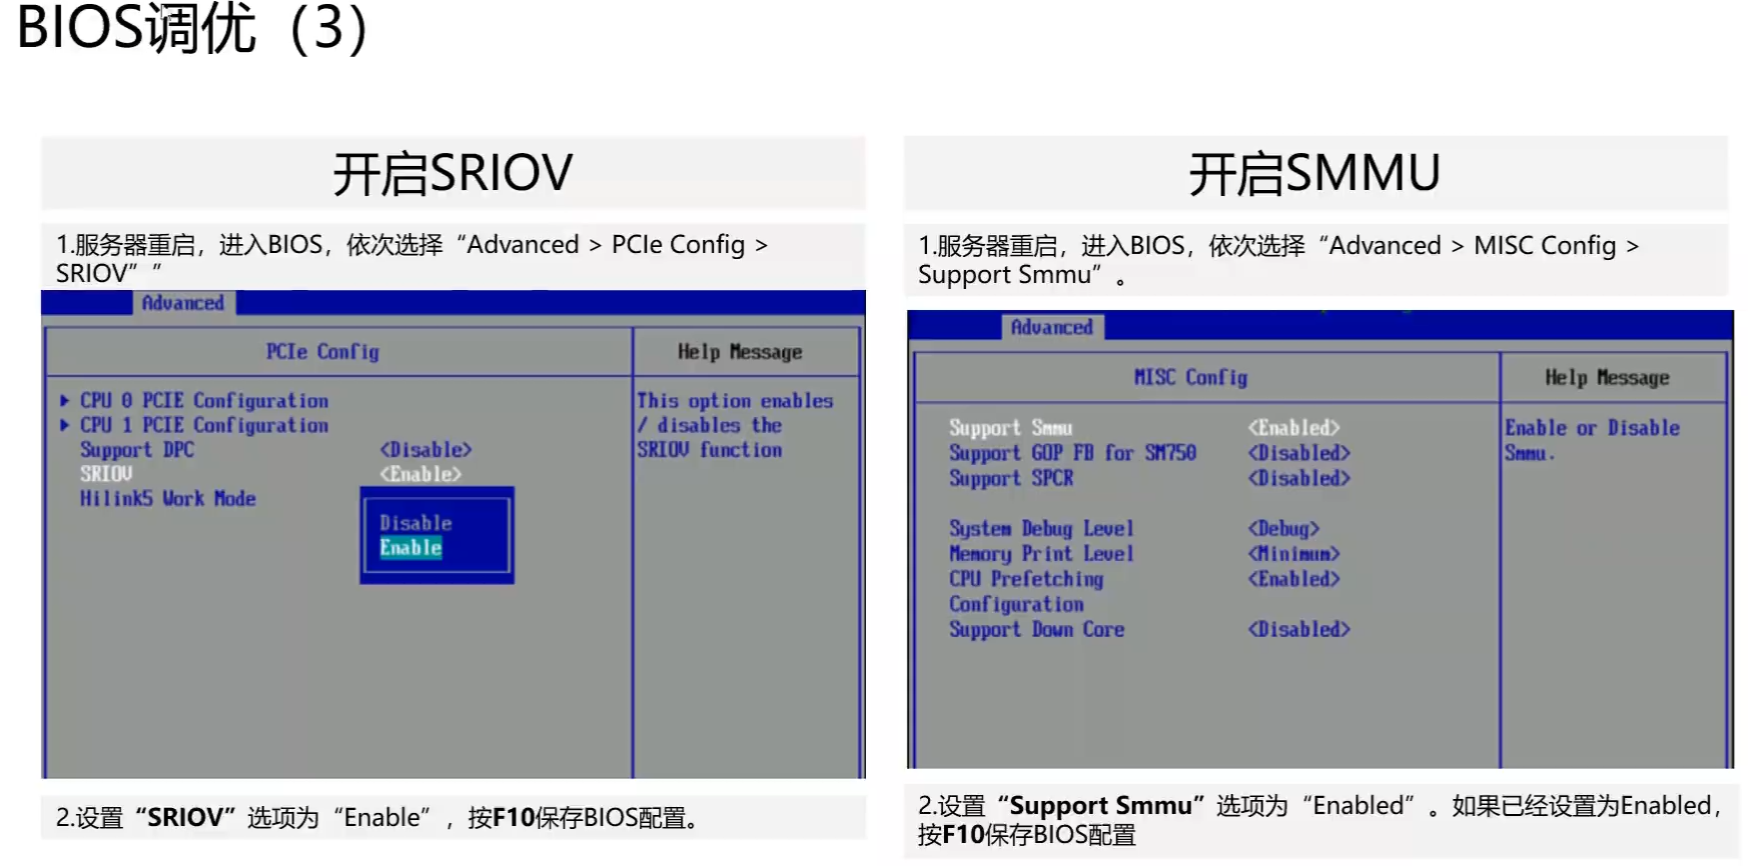 BIOS调优（3）
开启SRIOV
1.服务器重启，进入BIOS，依次选择“Advanced > PCIe Config >
SRIOV””
Advanced
PCIe Config
Help Message
CPU 0 PCIE Configuration
CPU 1 PCIE Configuration
Support DPC <Disable>
SRIOV <Enable>
Hilink5 Work Mode
Disable
Enable
This option enables
/ disables the
SRIOV function
2.设置“SRIOV”选项为“Enable”，按F10保存BIOS配置。
开启SMMU
1.服务器重启，进入BIOS，依次选择“Advanced > MISC Config >
Support Smmu”。
Advanced
MISC Config
Help Message
Support Smmu <Enabled>
Support GOP FB for SM750 <Disabled>
Support SPCR <Disabled>
System Debug Level <Debug>
Memory Print Level <Minimum>
CPU Prefetching <Enabled>
Configuration
Support Down Core <Disabled>
Enable or Disable
Smmu.
2.设置“Support Smmu”选项为“Enabled”。如果已经设置为Enabled，
按F10保存BIOS配置